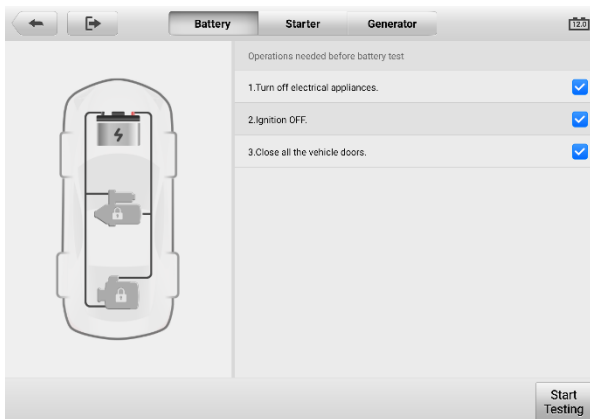 Battery Starter Generator 12.0
Operations needed before battery test
1.Turn off electrical appliances.
2.Ignition OFF.
3.Close all the vehicle doors.
Start
Testing